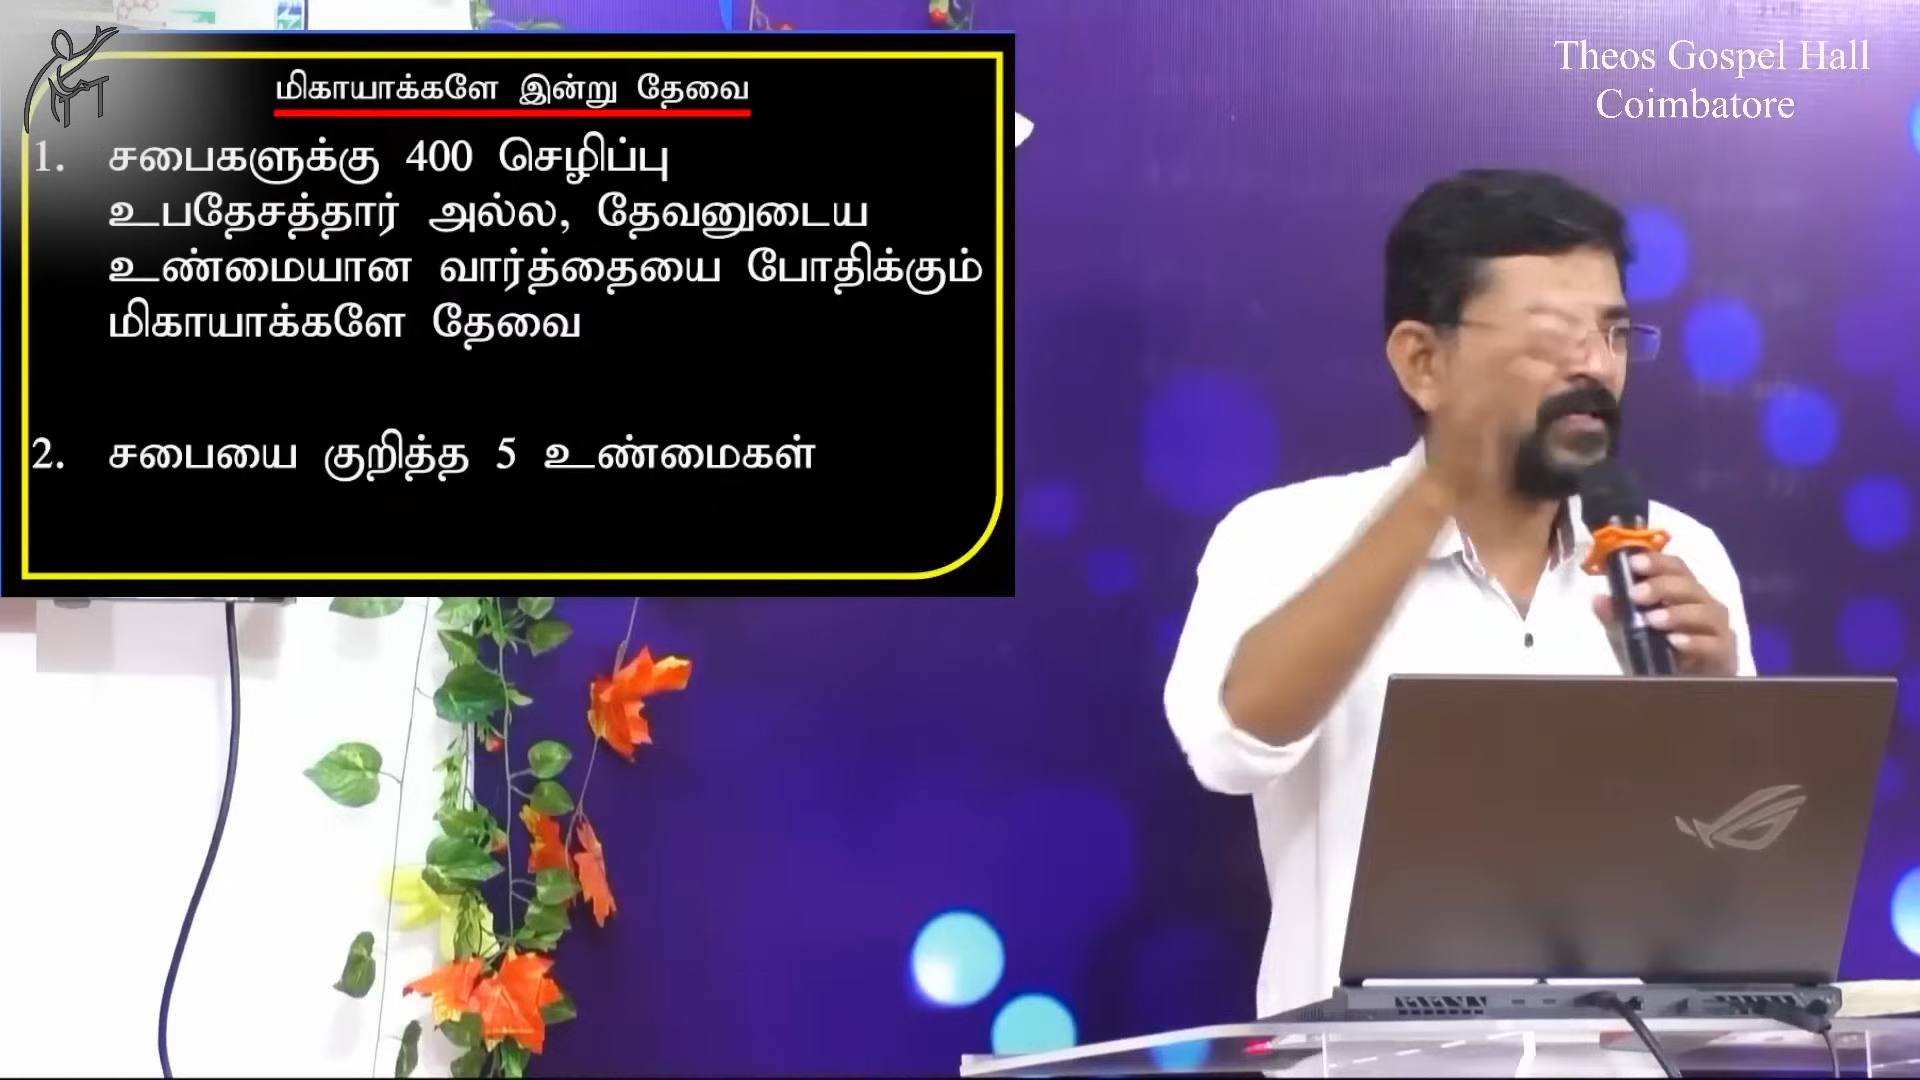 மிகாயாக்களே இன்று தேவை
1. சபைகளுக்கு 400 செழிப்பு
உபதேசத்தார் அல்ல, தேவனுடைய
உண்மையான வார்த்தையை போதிக்கும்
மிகாயாக்களே தேவை
2. சபையை குறித்த 5 உண்மைகள்
Theos Gospel Hall
Coimbatore